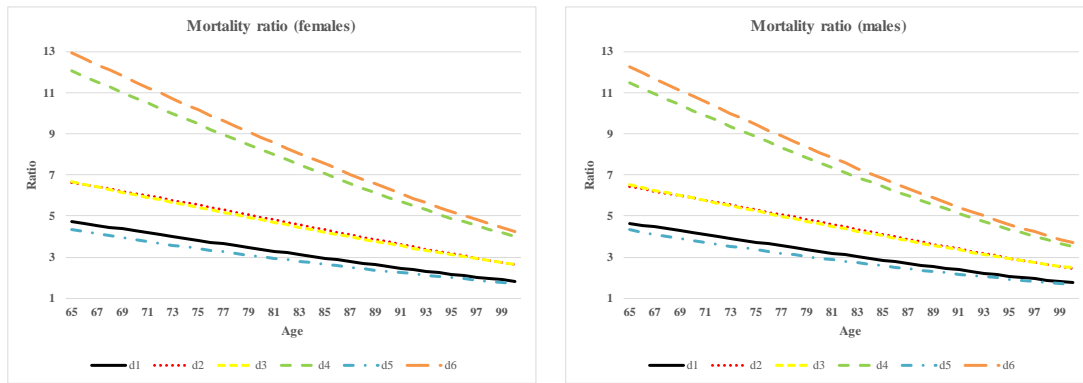 Mortality ratio (females)
13
11
9
7
5
3
1
Ratio
65 67 69 71 73 75 77 79 81 83 85 87 89 91 93 95 97 99
Age
d1 d2 d3 d4 d5 d6
Mortality ratio (males)
13
11
9
7
5
3
1
Ratio
65 67 69 71 73 75 77 79 81 83 85 87 89 91 93 95 97 99
Age
d1 d2 d3 d4 d5 d6